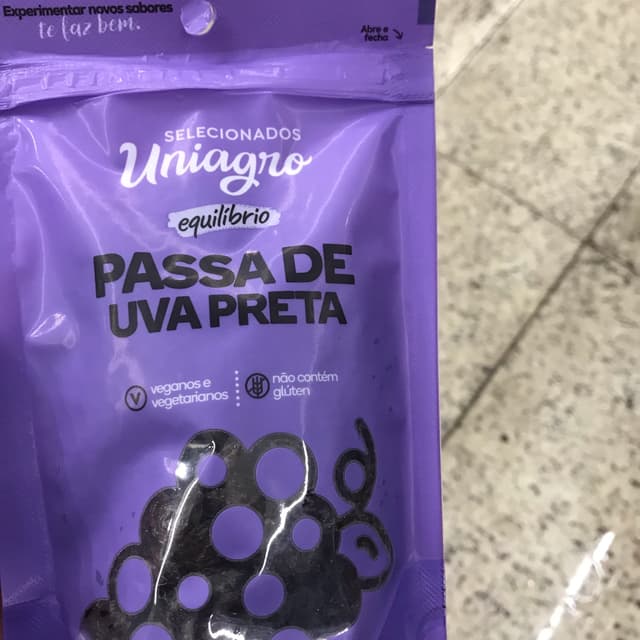 Experimentar novos sabores
te faz bem.
Abre e
fecha
SELECIONADOS
Uniagro
equilíbrio
PASSA DE
UVA PRETA
V
veganos e
vegetarianos
não contém
glúten